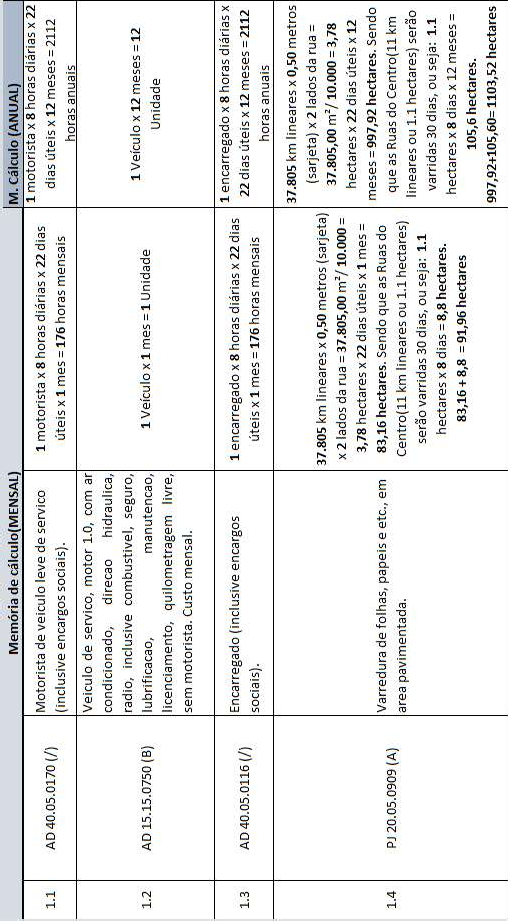 Memória de cálculo(MENSAL)
M. Cálculo (ANUAL)
1.1
AD 40.05.0170 (/)
Motorista de veiculo leve de servico
(inclusive encargos sociais).
1 motorista x 8 horas diárias x 22 dias
úteis x 1 mes = 176 horas mensais
1 motorista x 8 horas diárias x 22
dias úteis x 12 meses = 2112
horas anuais
1.2
AD 15.15.0750 (B)
Veiculo de servico, motor 1.0, com ar
condicionado, direcao hidraulica,
radio, inclusive combustivel, seguro,
lubrificacao, manutencao,
licenciamento, quilometragem livre,
sem motorista. Custo mensal.
1 Veículo x 1 mes = 1 Unidade
1 Veículo x 12 meses = 12
Unidade
1.3
AD 40.05.0116 (/)
Encarregado (inclusive encargos
sociais).
1 encarregado x 8 horas diárias x 22 dias
úteis x 1 mes = 176 horas mensais
1 encarregado x 8 horas diárias x
22 dias úteis x 12 meses = 2112
horas anuais
1.4
PJ 20.05.0909 (A)
Varredura de folhas, papeis e etc., em
area pavimentada.
37.805 km lineares x 0,50 metros (sarjeta)
x 2 lados da rua = 37.805,00 m²/ 10.000 =
3,78 hectares x 22 dias úteis x 1 mes =
83,16 hectares. Sendo que as Ruas do
Centro(11 km lineares ou 1.1 hectares)
serão varridas 30 dias, ou seja: 1.1
hectares x 8 dias = 8,8 hectares.
83,16 + 8,8 = 91,96 hectares
37.805 km lineares x 0,50 metros
(sarjeta) x 2 lados da rua =
37.805,00 m²/ 10.000 = 3,78
hectares x 22 dias úteis x 12
meses = 997,92 hectares. Sendo
que as Ruas do Centro(11 km
lineares ou 1.1 hectares) serão
varridas 30 dias, ou seja: 1.1
hectares x 8 dias x 12 meses =
105,6 hectares.
997,92+105,60= 1103,52 hectares